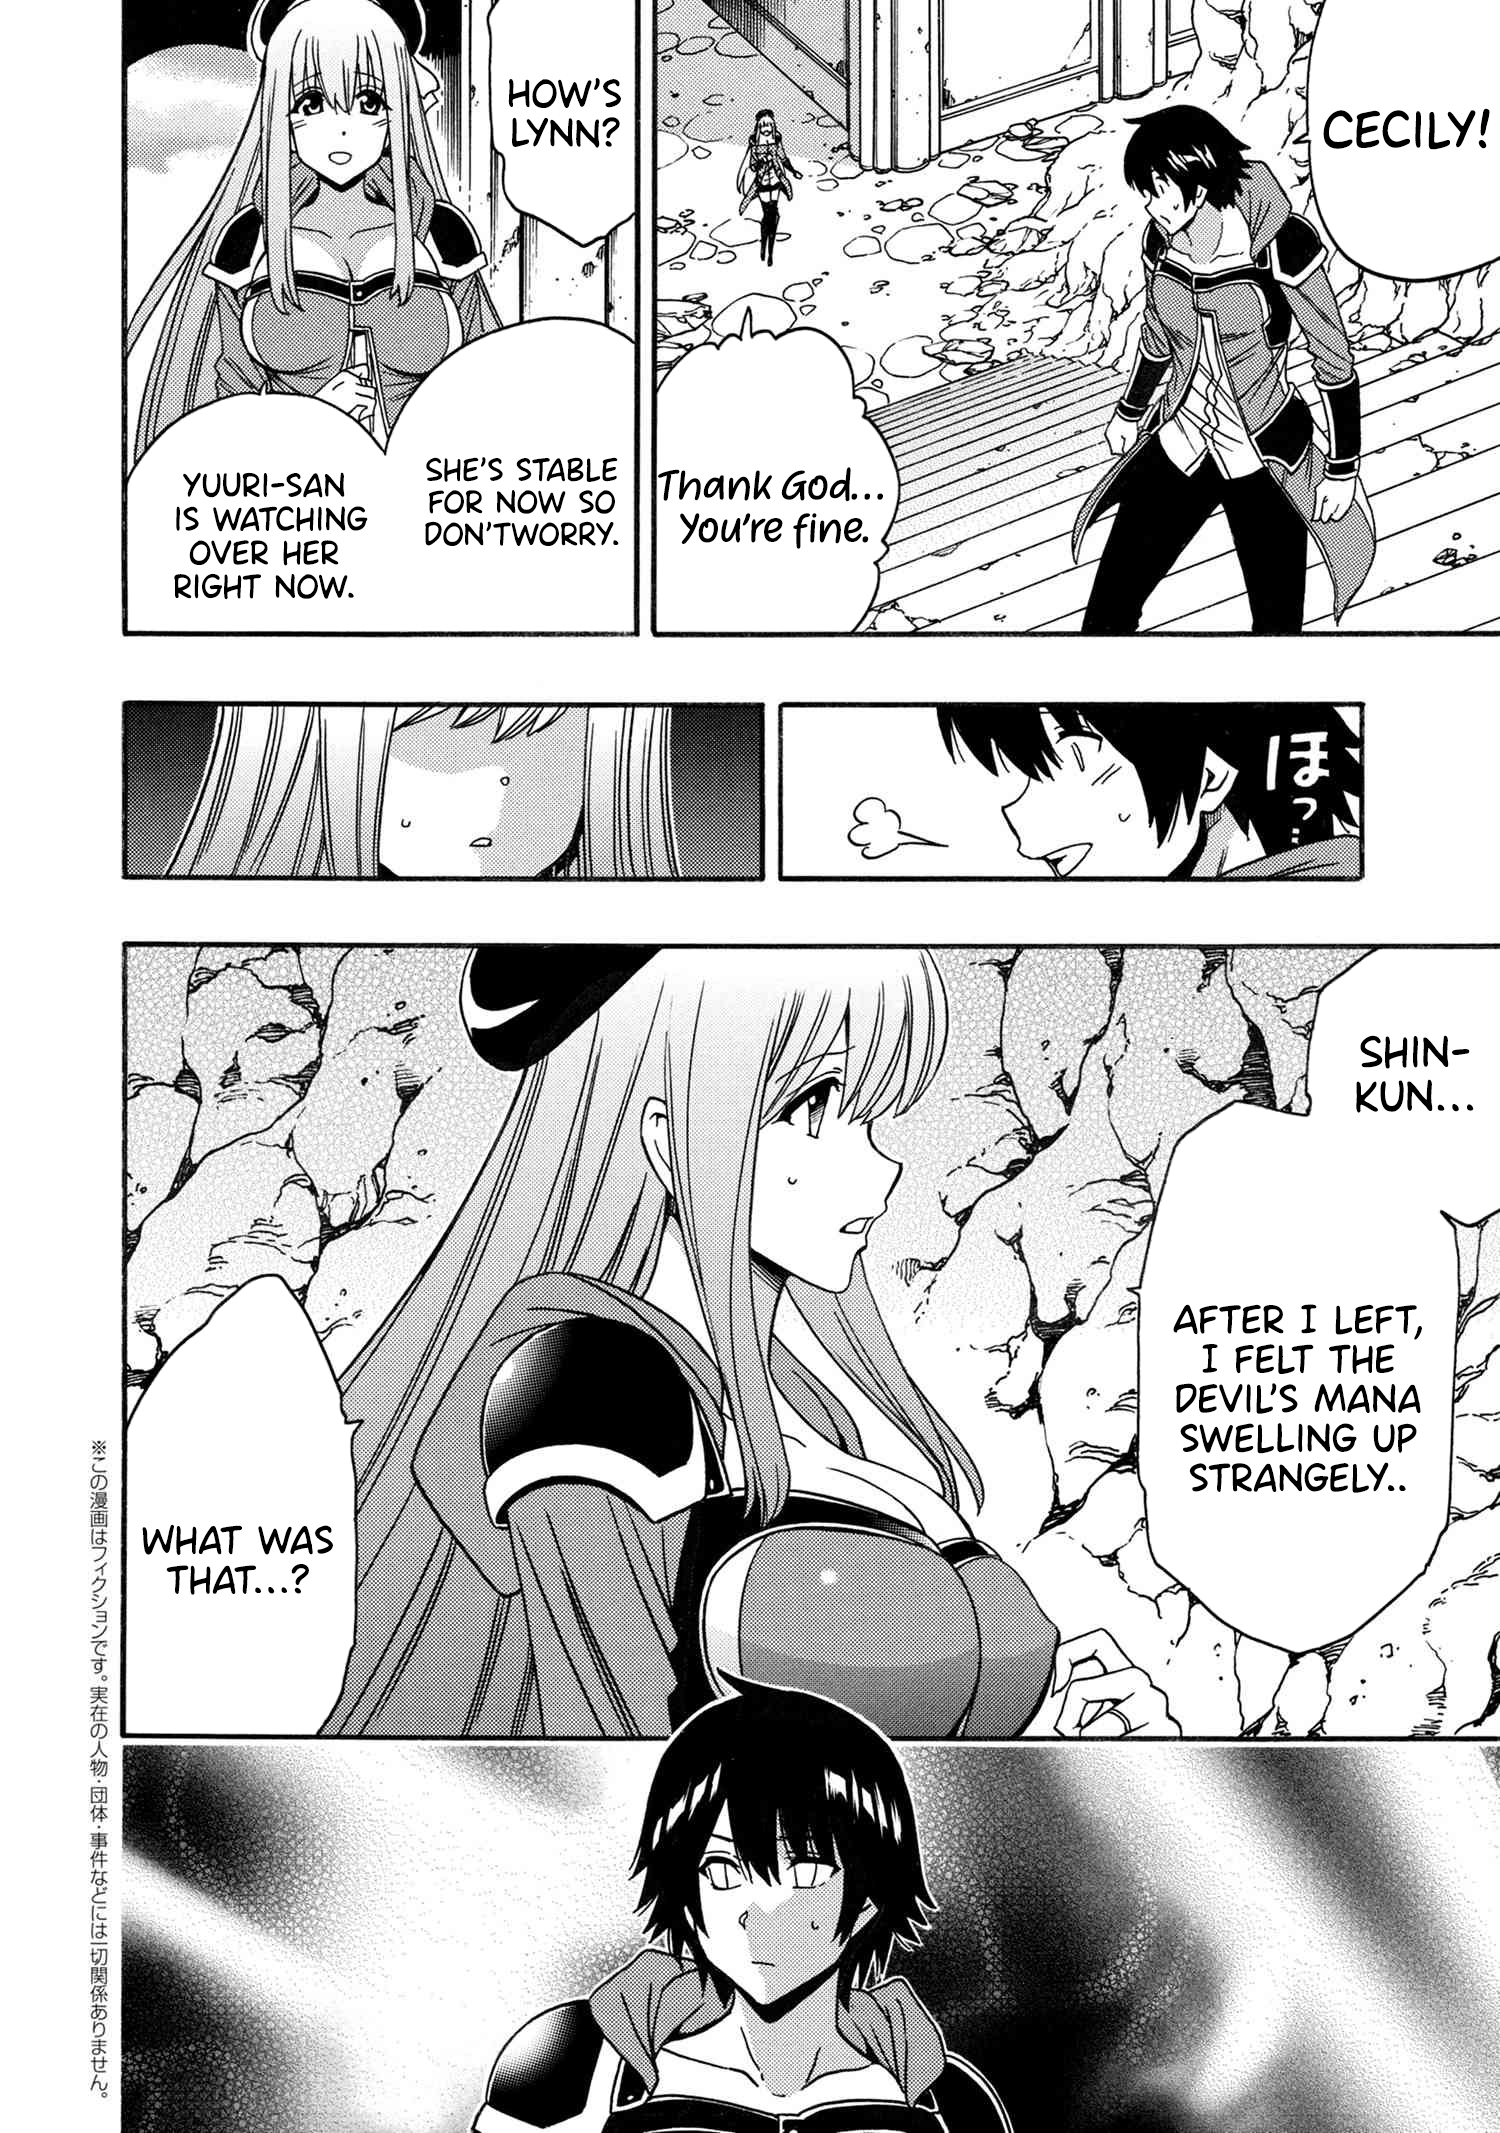 CECILY!
Thank God...
You're fine.
HOW'S
LYNN?
SHE'S STABLE
FOR NOW SO
DON'TWORRY.
YUURI-SAN
IS WATCHING
OVER HER
RIGHT NOW.
ほっ‥
SHIN-
KUN...
AFTER I LEFT,
I FELT THE
DEVIL'S MANA
SWELLING UP
STRANGELY..
WHAT WAS
THAT...?
※この漫画はフィクションです。実在の人物・団体・事件などには一切関係ありません。